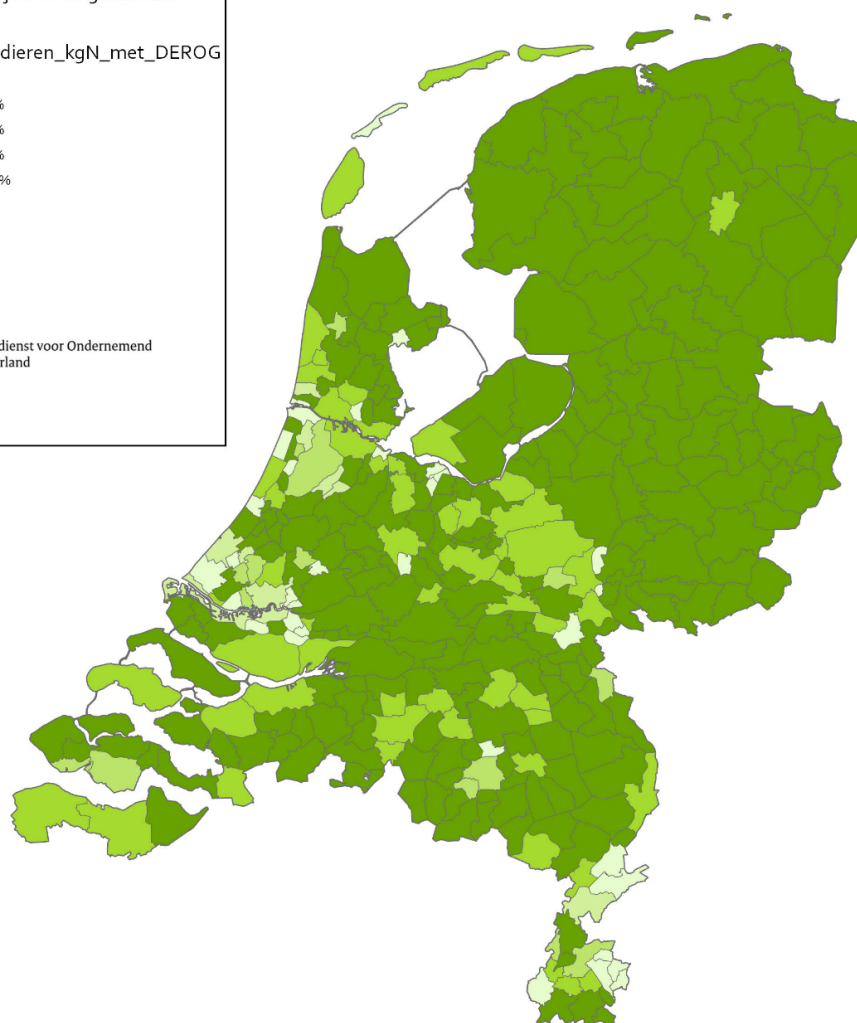 dieren_kgN_met_DEROG
%
%
%
%
dienst voor Ondernemend
rland